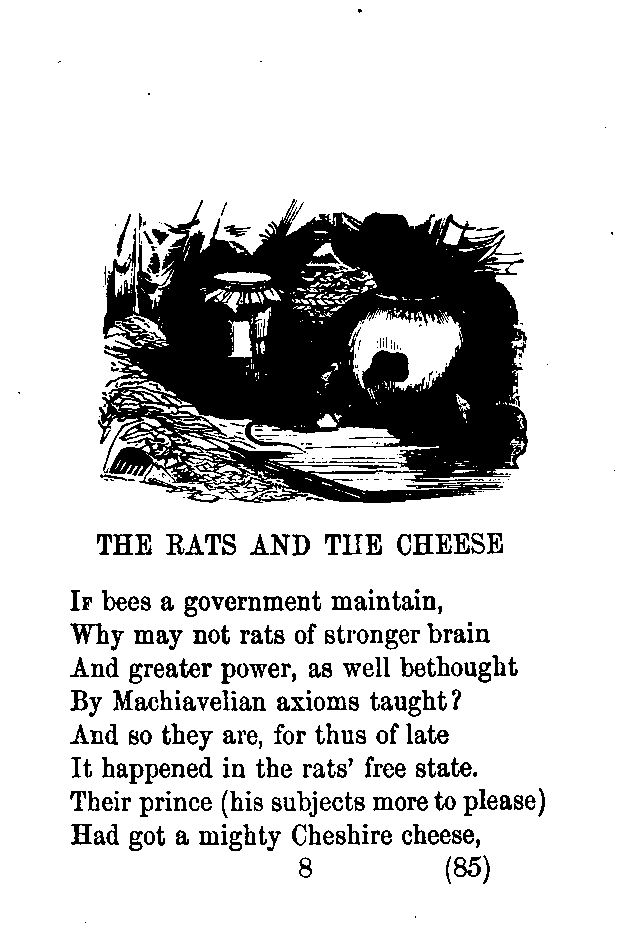 THE RATS AND THE CHEESE
IF bees a government maintain,
Why may not rats of stronger brain
And greater power, as well bethought
By Machiavelian axioms taught?
And so they are, for thus of late
It happened in the rats' free state.
Their prince (his subjects more to please)
Had got a mighty Cheshire cheese,
8 (85)